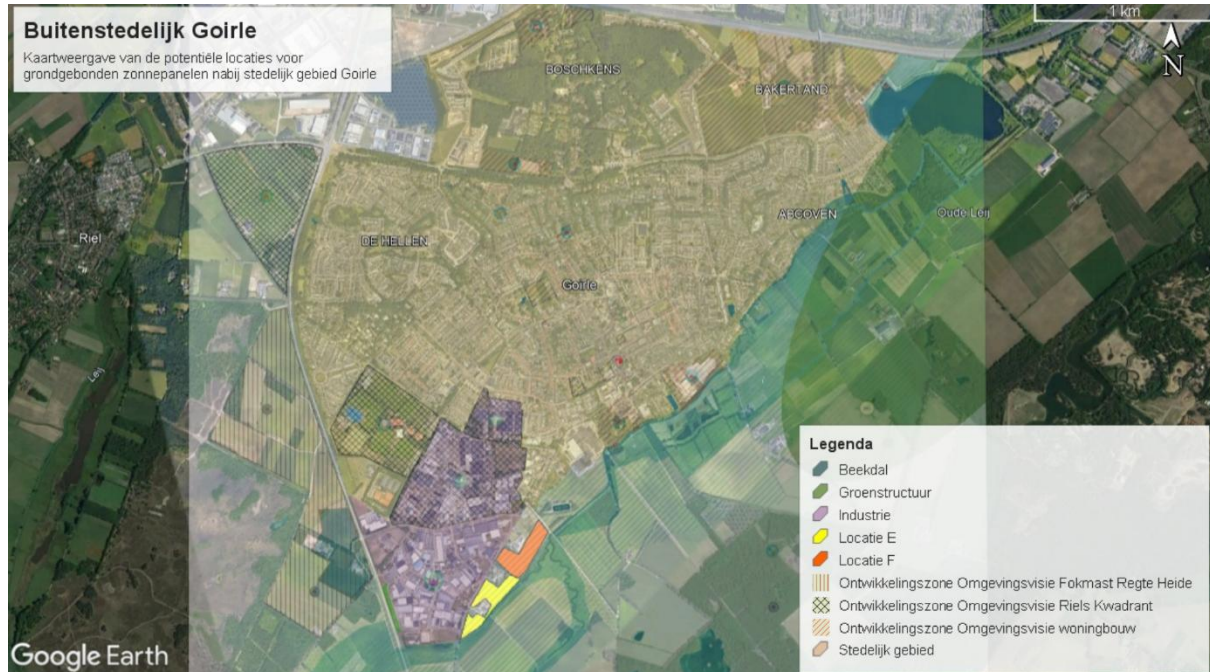 Buitenstedelijk Goirle
Kaartweergave van de potentiële locaties voor
grondgebonden zonnepanelen nabij stedelijk gebied Goirle
1 km
N
BOSCHKENS
BAKERTAND
ABCOVEN
Oude Leij
Riel
DE HELLEN
Goirle
Leij
Legenda
Beekdal
Groenstructuur
Industrie
Locatie E
Locatie F
Ontwikkelingszone Omgevingsvisie Fokmast Regte Heide
Ontwikkelingszone Omgevingsvisie Riels Kwadrant
Ontwikkelingszone Omgevingsvisie woningbouw
Stedelijk gebied
Google Earth